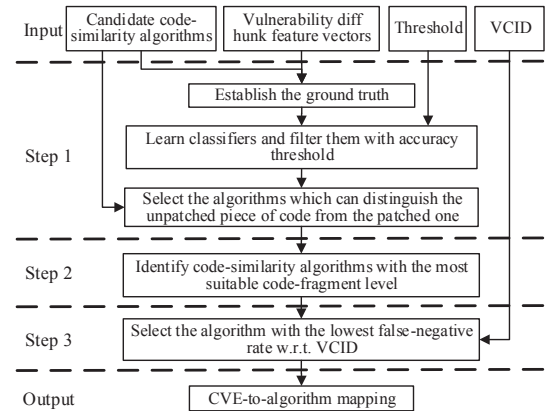 Input
Candidate code-
similarity algorithms
Vulnerability diff
hunk feature vectors
Threshold
VCID
Step 1
Establish the ground truth
Learn classifiers and filter them with accuracy
threshold
Select the algorithms which can distinguish the
unpatched piece of code from the patched one
Step 2
Identify code-similarity algorithms with the most
suitable code-fragment level
Step 3
Select the algorithm with the lowest false-negative
rate w.r.t. VCID
Output
CVE-to-algorithm mapping